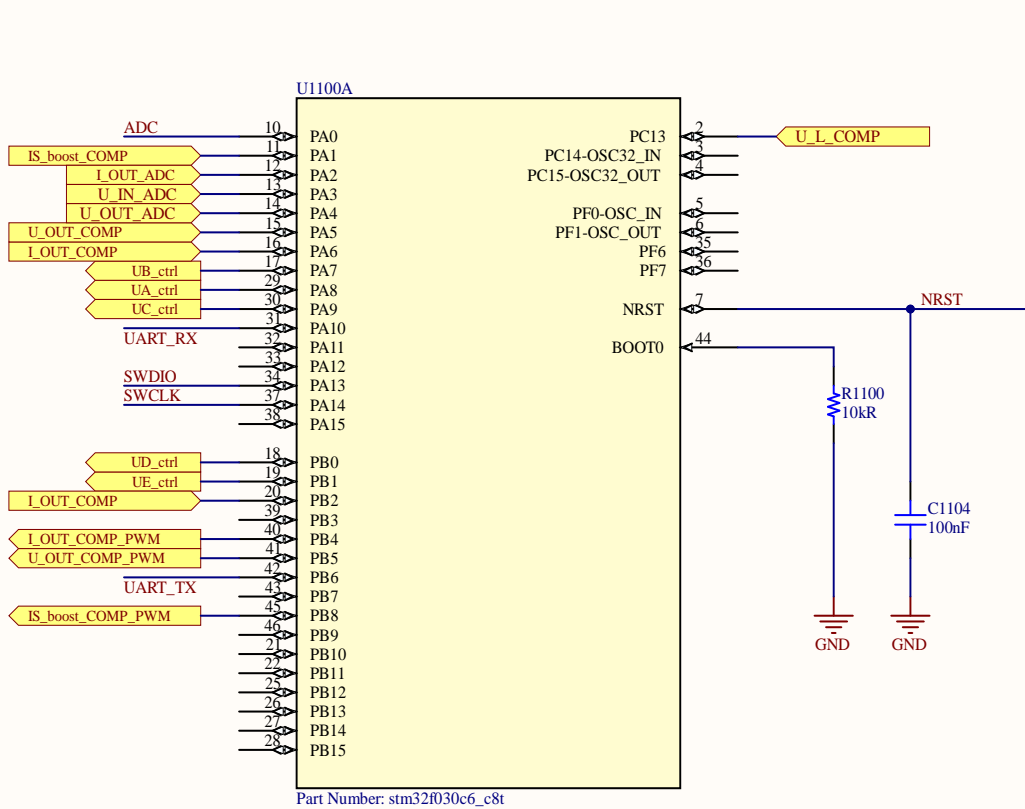 U1100A
ADC 10 PA0 PC13 2 U_L_COMP
IS_boost_COMP 11 PA1 PC14-OSC32_IN 3
I_OUT_ADC 12 PA2 PC15-OSC32_OUT 4
U_IN_ADC 13 PA3
U_OUT_ADC 14 PA4 PF0-OSC_IN 5
U_OUT_COMP 15 PA5 PF1-OSC_OUT 6
I_OUT_COMP 16 PA6 PF6 35
UB_ctrl 17 PA7 PF7 36
UA_ctrl 29 PA8
UC_ctrl 30 PA9 NRST 7 NRST
UART_RX 31 PA10
32 PA11 BOOT0 44
33 PA12
SWDIO 34 PA13
SWCLK 37 PA14
38 PA15
R1100
10kR
UD_ctrl 18 PB0
UE_ctrl 19 PB1
I_OUT_COMP 20 PB2
39 PB3
I_OUT_COMP_PWM 40 PB4
U_OUT_COMP_PWM 41 PB5
UART_TX 42 PB6
43 PB7
IS_boost_COMP_PWM 45 PB8
46 PB9
21 PB10
22 PB11
25 PB12
26 PB13
27 PB14
28 PB15
C1104
100nF
GND GND
Part Number: stm32f030c6_c8t